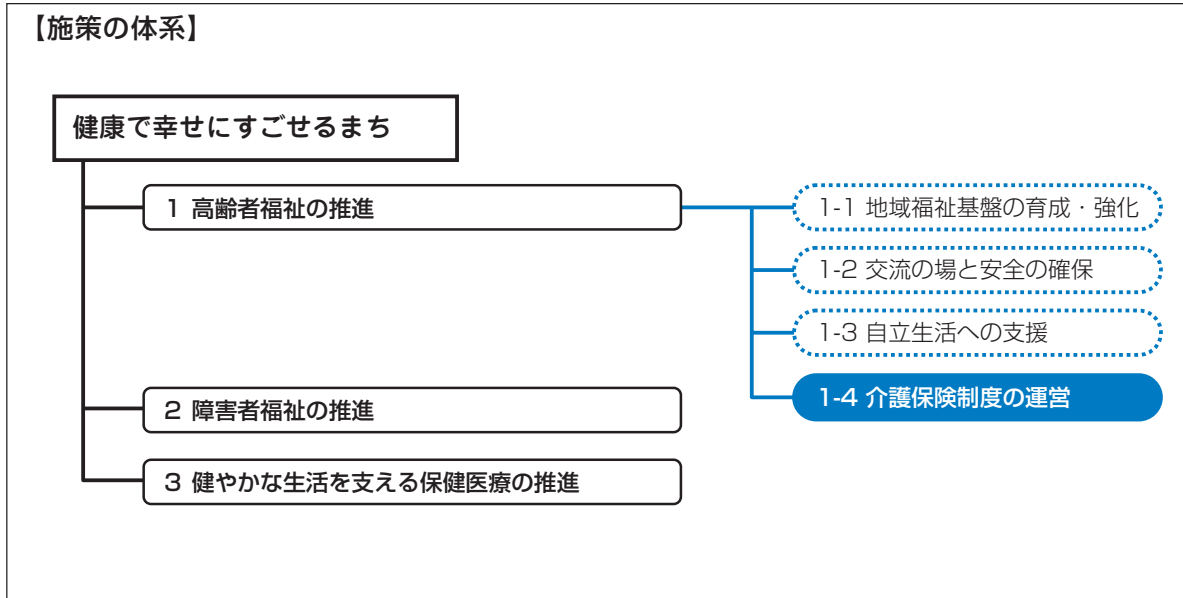 【施策の体系】
健康で幸せにすごせるまち
1 高齢者福祉の推進
1-1 地域福祉基盤の育成・強化
1-2 交流の場と安全の確保
1-3 自立生活への支援
1-4 介護保険制度の運営
2 障害者福祉の推進
3 健やかな生活を支える保健医療の推進